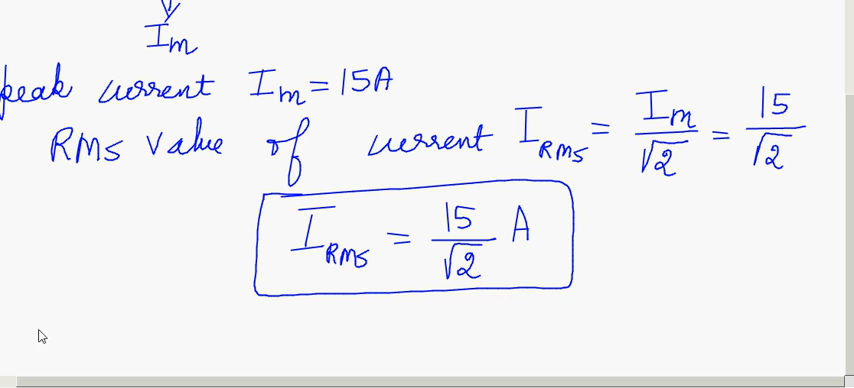 Im
peak current Im = 15A
RMS value of current IRMS = Im/√2 = 15/√2
IRMS = 15/√2 A